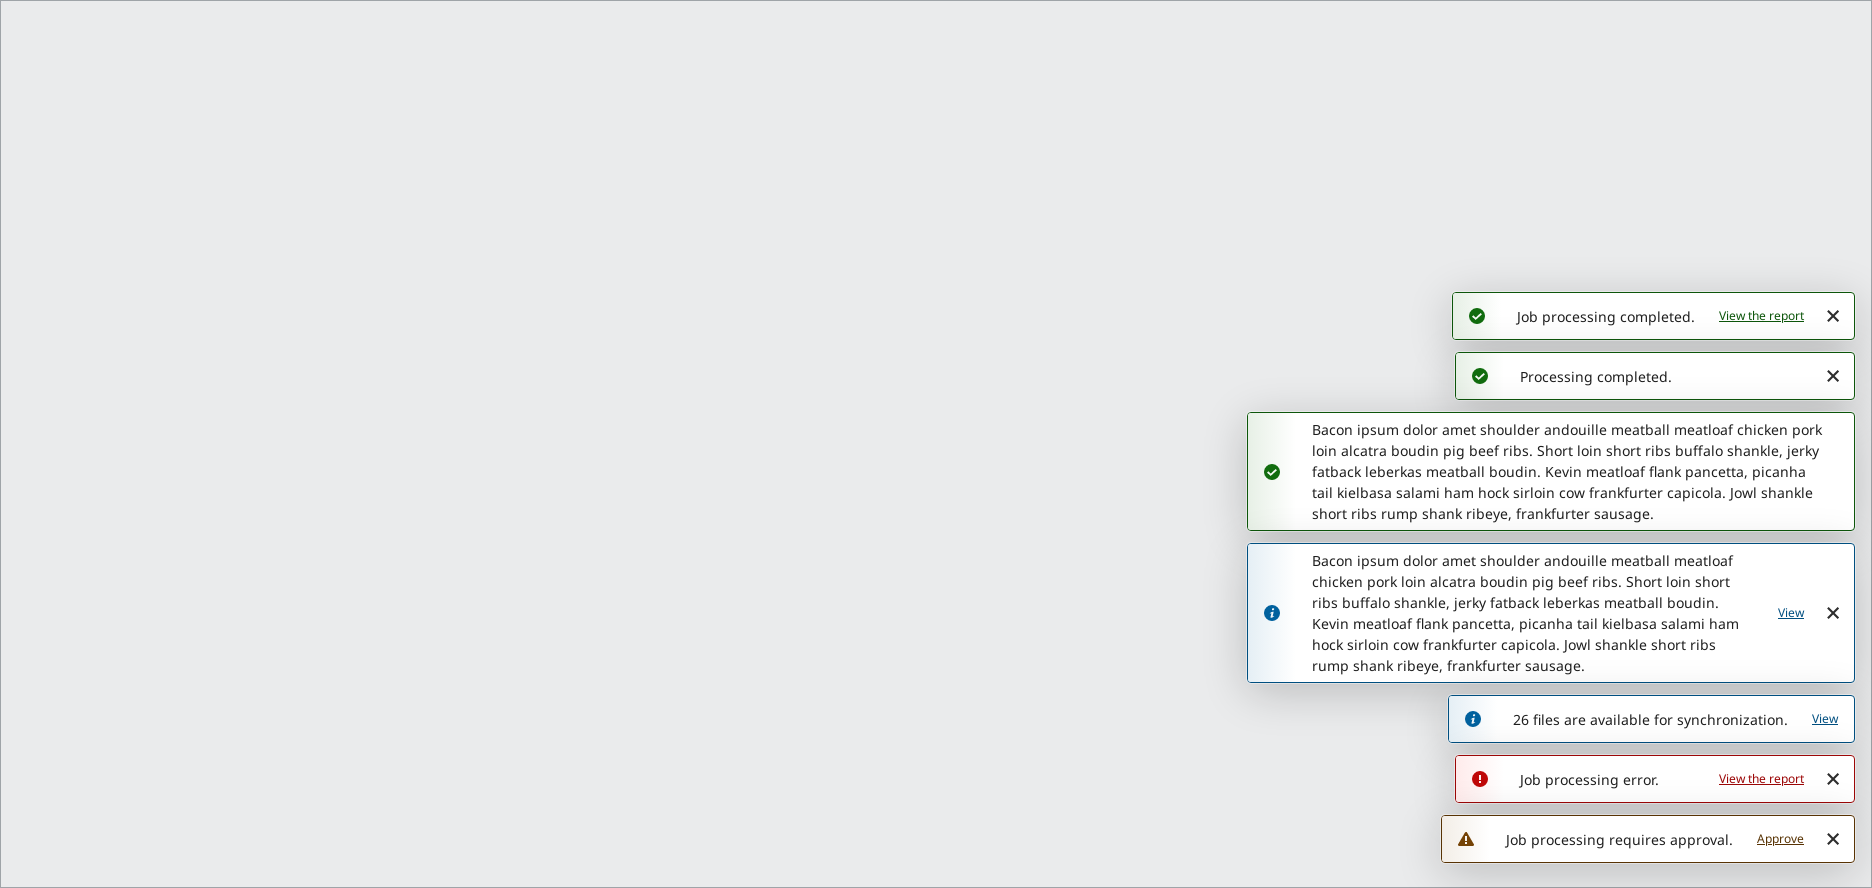 Job processing completed. View the report
Processing completed.
Bacon ipsum dolor amet shoulder andouille meatball meatloaf chicken pork
loin alcatra boudin pig beef ribs. Short loin short ribs buffalo shankle, jerky
fatback leberkas meatball boudin. Kevin meatloaf flank pancetta, picanha
tail kielbasa salami ham hock sirloin cow frankfurter capicola. Jowl shankle
short ribs rump shank ribeye, frankfurter sausage.
Bacon ipsum dolor amet shoulder andouille meatball meatloaf
chicken pork loin alcatra boudin pig beef ribs. Short loin short
ribs buffalo shankle, jerky fatback leberkas meatball boudin.
Kevin meatloaf flank pancetta, picanha tail kielbasa salami ham
hock sirloin cow frankfurter capicola. Jowl shankle short ribs
rump shank ribeye, frankfurter sausage.
View
26 files are available for synchronization. View
Job processing error. View the report
Job processing requires approval. Approve